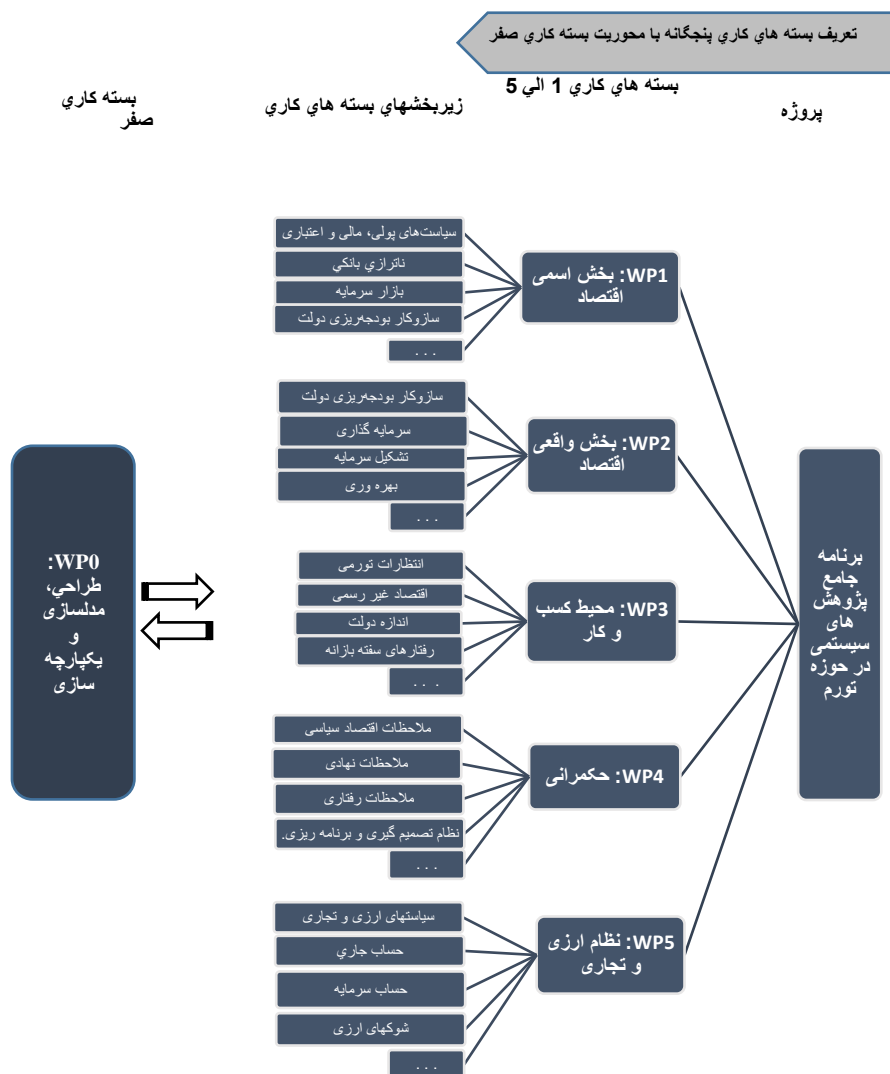 تعريف بسته هاي كاري پنجگانه با محوريت بسته كاري صفر
پروژه
بسته هاي كاري 1 الي 5
زيربخشهاي بسته هاي كاري
بسته كاري
صفر
برنامه
جامع
پژوهش
های
سیستمی
در حوزه
تورم
WP1: بخش اسمی
اقتصاد
سیاست‌های پولی، مالی و اعتباری
ناترازي بانكي
بازار سرمایه
سازوکار بودجه‌ریزی دولت
. . .
WP2: بخش واقعی
اقتصاد
سازوکار بودجه‌ریزی دولت
سرمایه گذاری
تشکیل سرمایه
بهره وری
. . .
WP3: محیط کسب
و کار
انتظارات تورمی
اقتصاد غیر رسمی
اندازه دولت
رفتارهای سفته بازانه
. . .
WP4: حکمرانی
ملاحظات اقتصاد سیاسی
ملاحظات نهادی
ملاحظات رفتاری
نظام تصمیم گیری و برنامه ریزی.
. . .
WP5: نظام ارزی
و تجاری
سیاستهای ارزی و تجاری
حساب جاري
حساب سرمایه
شوکهای ارزی
. . .
WP0:
طراحي،
مدلسازی
و
یکپارچه
سازی